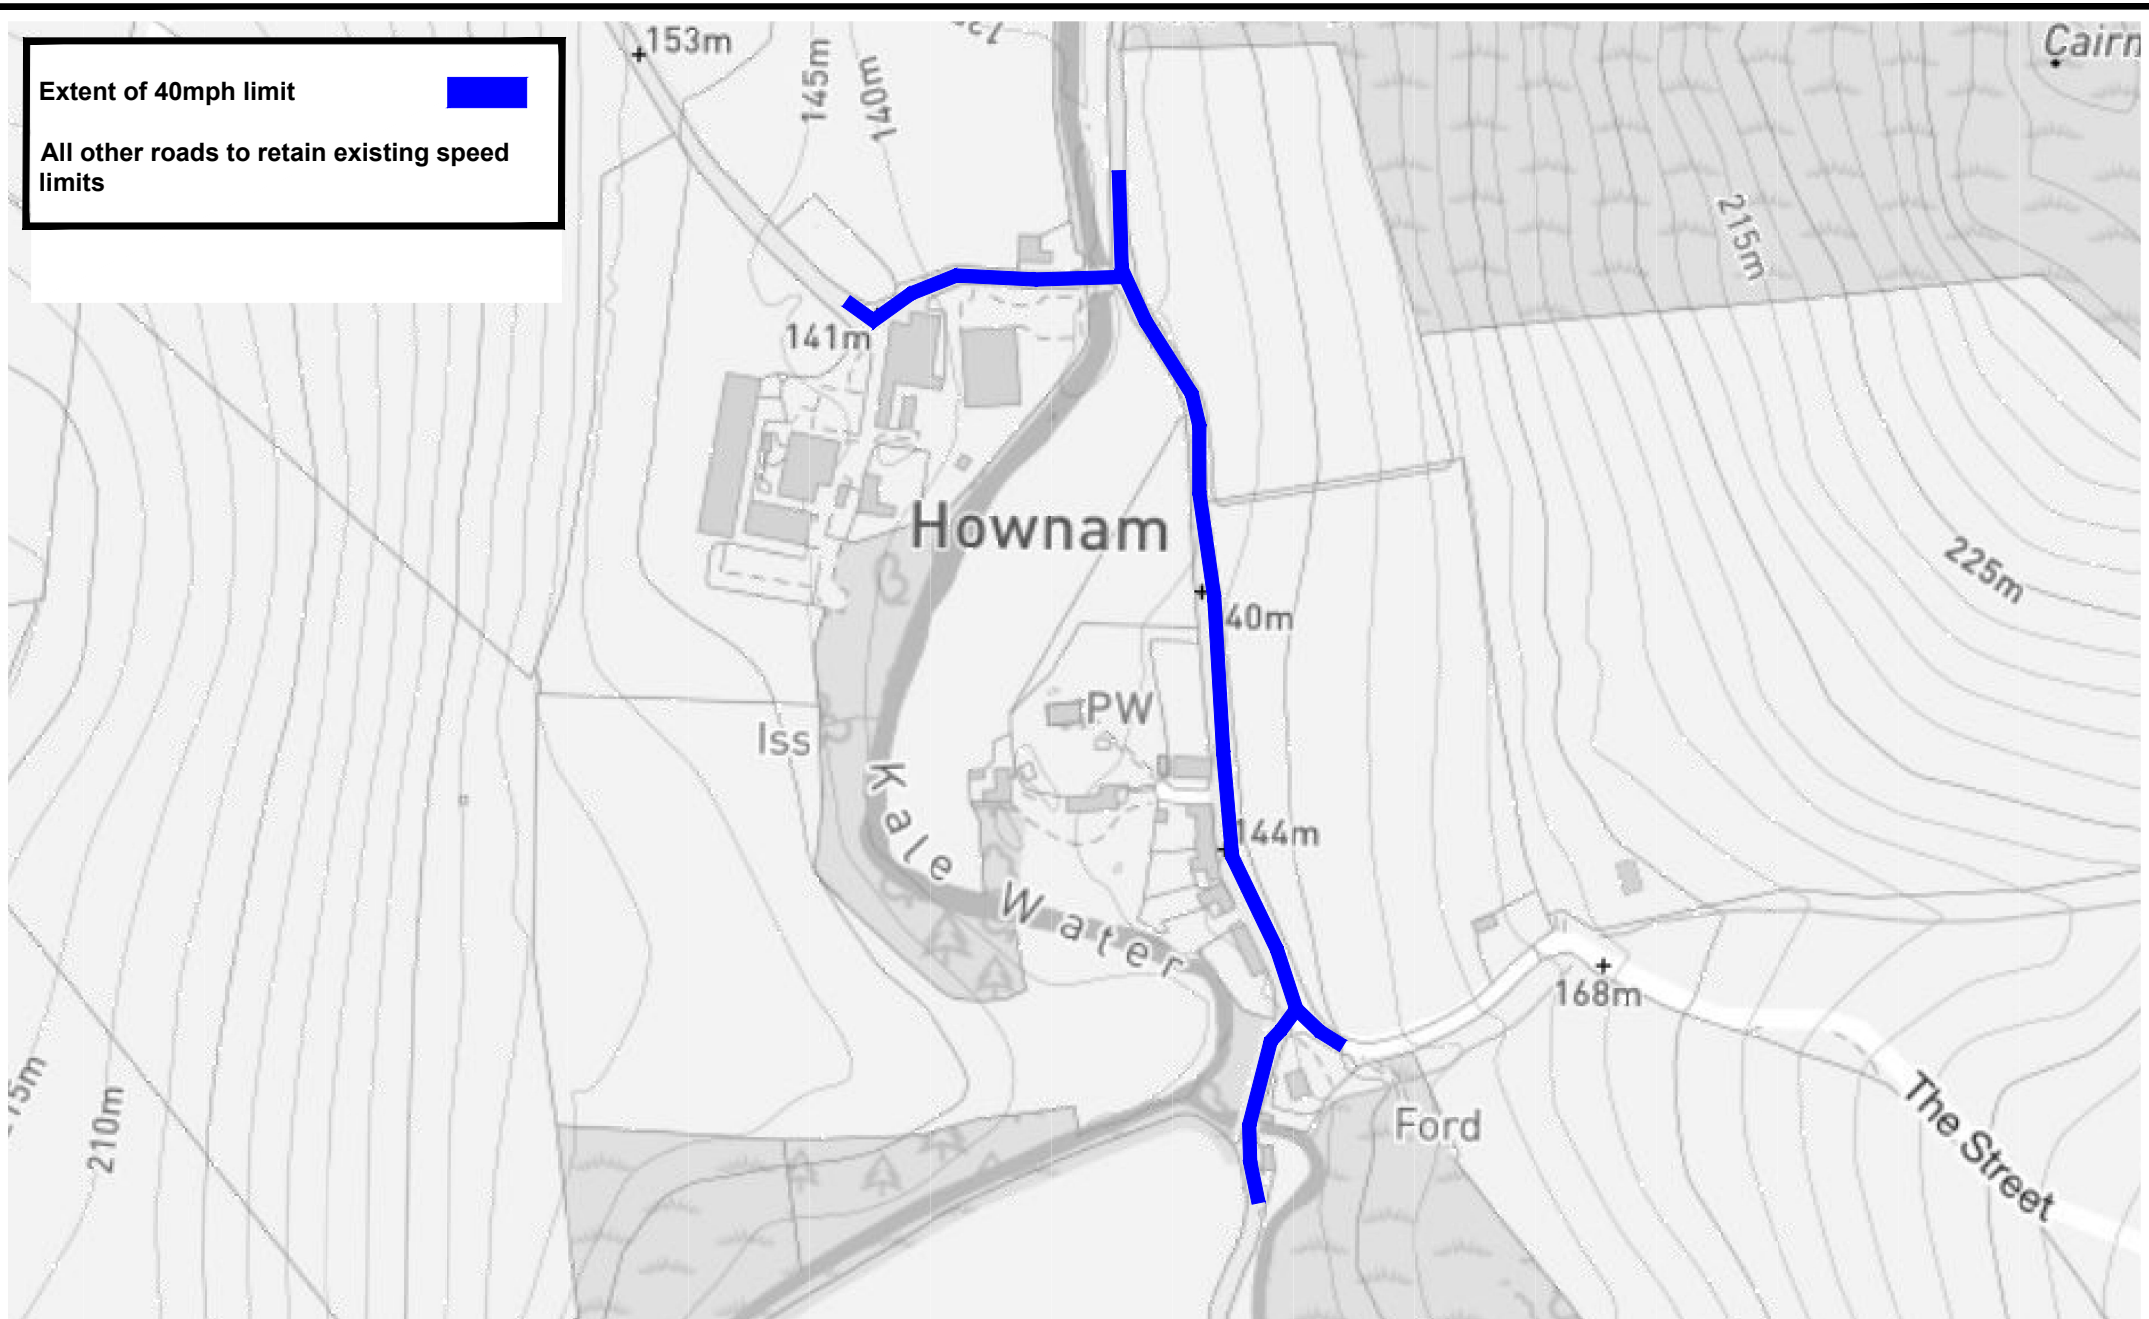 Extent of 40mph limit
All other roads to retain existing speed
limits
153m
145m
140m
Cairn
215m
141m
Hownam
225m
40m
PW
Iss
Kale Water
144m
168m
The Street
Ford
75m
210m